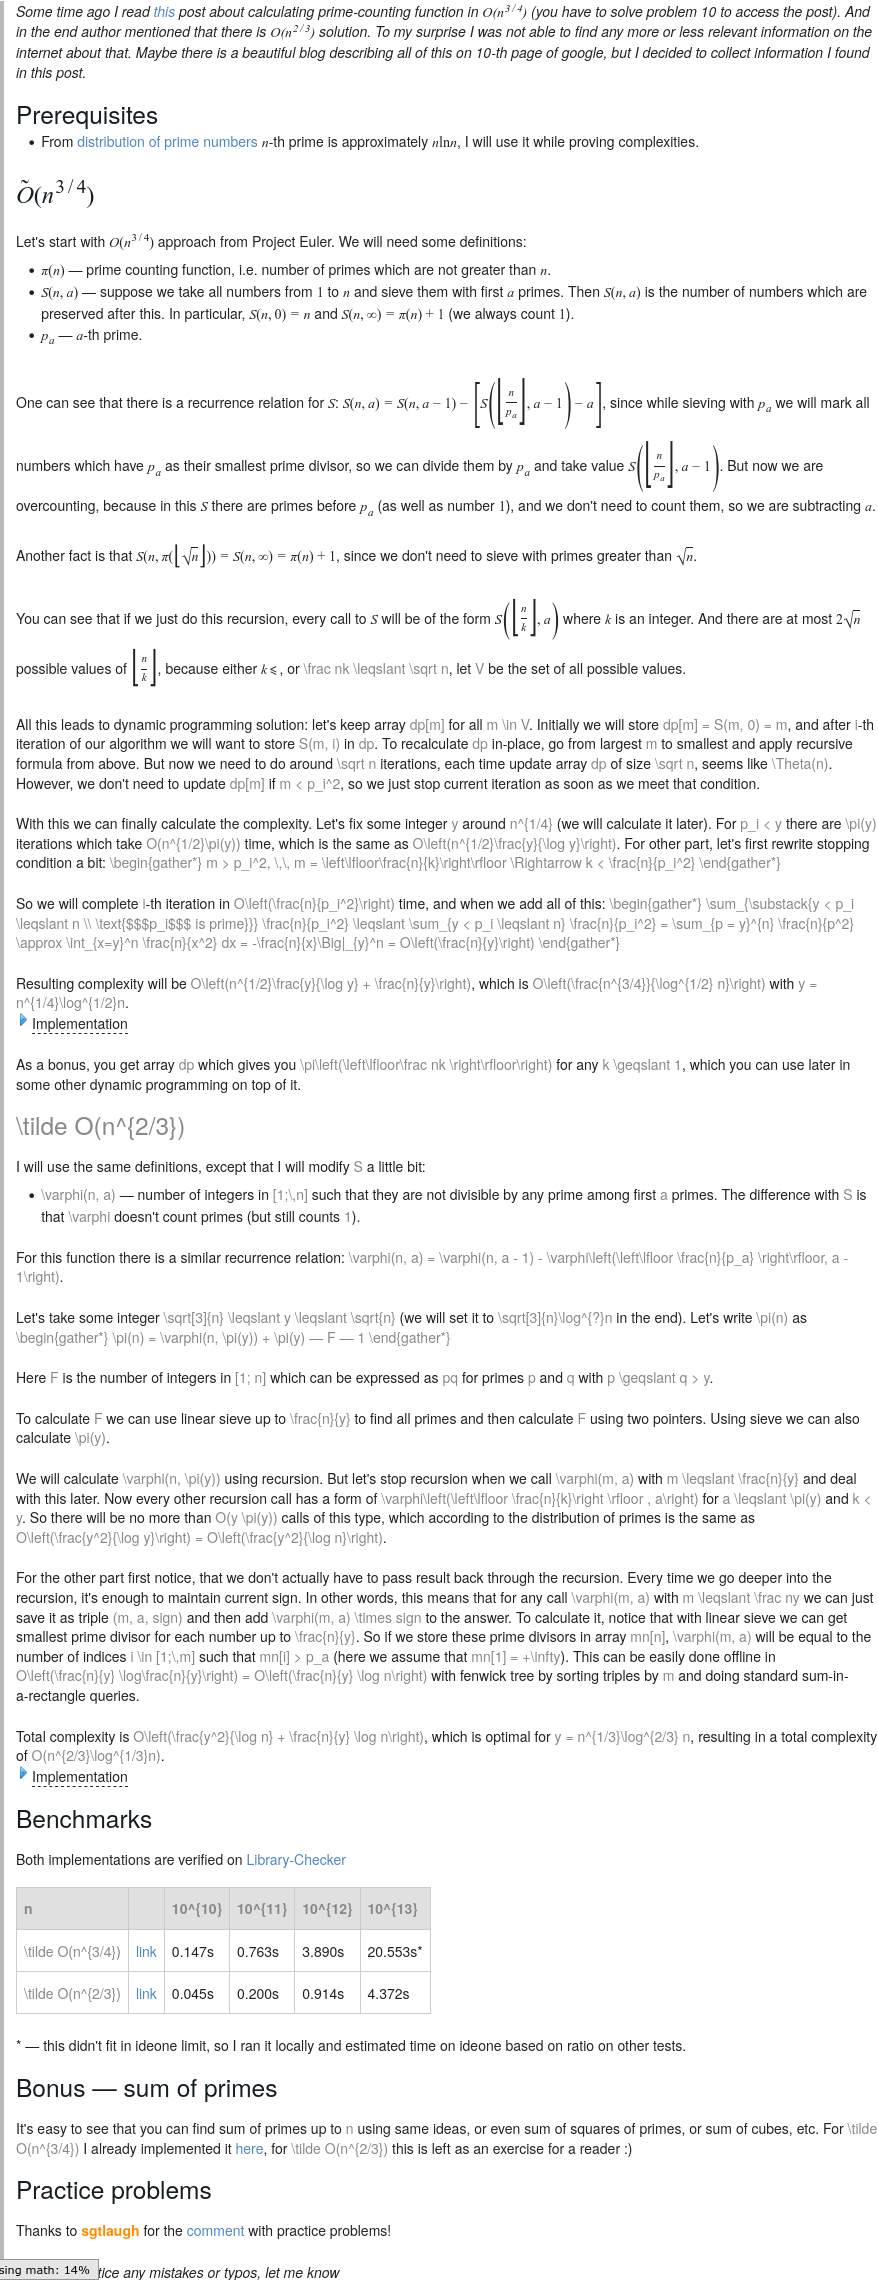 Some time ago I read this post about calculating prime-counting function in O(n^{3/4}) (you have to solve problem 10 to access the post). And
in the end author mentioned that there is O(n^{2/3}) solution. To my surprise I was not able to find any more or less relevant information on the
internet about that. Maybe there is a beautiful blog describing all of this on 10-th page of google, but I decided to collect information I found
in this post.
Prerequisites
• From distribution of prime numbers n-th prime is approximately nlnn, I will use it while proving complexities.
Õ(n^{3/4})
Let's start with O(n^{3/4}) approach from Project Euler. We will need some definitions:
• π(n) — prime counting function, i.e. number of primes which are not greater than n.
• S(n, a) — suppose we take all numbers from 1 to n and sieve them with first a primes. Then S(n, a) is the number of numbers which are
preserved after this. In particular, S(n, 0) = n and S(n, ∞) = π(n) + 1 (we always count 1).
• p_a — a-th prime.
One can see that there is a recurrence relation for S: S(n, a) = S(n, a − 1) − [S(⌊n/p_a⌋, a − 1) − a], since while sieving with p_a we will mark all
numbers which have p_a as their smallest prime divisor, so we can divide them by p_a and take value S(⌊n/p_a⌋, a − 1). But now we are
overcounting, because in this S there are primes before p_a (as well as number 1), and we don't need to count them, so we are subtracting a.
Another fact is that S(n, π(⌊√n⌋)) = S(n, ∞) = π(n) + 1, since we don't need to sieve with primes greater than √n.
You can see that if we just do this recursion, every call to S will be of the form S(⌊n/k⌋, a) where k is an integer. And there are at most 2√n
possible values of ⌊n/k⌋, because either k ⩽, or \frac nk \leqslant \sqrt n, let V be the set of all possible values.
All this leads to dynamic programming solution: let's keep array dp[m] for all m \in V. Initially we will store dp[m] = S(m, 0) = m, and after i-th
iteration of our algorithm we will want to store S(m, i) in dp. To recalculate dp in-place, go from largest m to smallest and apply recursive
formula from above. But now we need to do around \sqrt n iterations, each time update array dp of size \sqrt n, seems like \Theta(n).
However, we don't need to update dp[m] if m < p_i^2, so we just stop current iteration as soon as we meet that condition.
With this we can finally calculate the complexity. Let's fix some integer y around n^{1/4} (we will calculate it later). For p_i < y there are \pi(y)
iterations which take O(n^{1/2}\pi(y)) time, which is the same as O\left(n^{1/2}\frac{y}{\log y}\right). For other part, let's first rewrite stopping
condition a bit: \begin{gather*} m > p_i^2, \,\, m = \left\lfloor\frac{n}{k}\right\rfloor \Rightarrow k < \frac{n}{p_i^2} \end{gather*}
So we will complete i-th iteration in O\left(\frac{n}{p_i^2}\right) time, and when we add all of this: \begin{gather*} \sum_{\substack{y < p_i
\leqslant n \\ \text{$$$p_i$$$ is prime}}} \frac{n}{p_i^2} \leqslant \sum_{y < p_i \leqslant n} \frac{n}{p_i^2} = \sum_{p = y}^{n} \frac{n}{p^2}
\approx \int_{x=y}^n \frac{n}{x^2} dx = -\frac{n}{x}\Big|_{y}^n = O\left(\frac{n}{y}\right) \end{gather*}
Resulting complexity will be O\left(n^{1/2}\frac{y}{\log y} + \frac{n}{y}\right), which is O\left(\frac{n^{3/4}}{\log^{1/2} n}\right) with y =
n^{1/4}\log^{1/2}n.
Implementation
As a bonus, you get array dp which gives you \pi\left(\left\lfloor\frac nk \right\rfloor\right) for any k \geqslant 1, which you can use later in
some other dynamic programming on top of it.
\tilde O(n^{2/3})
I will use the same definitions, except that I will modify S a little bit:
• \varphi(n, a) — number of integers in [1;\,n] such that they are not divisible by any prime among first a primes. The difference with S is
that \varphi doesn't count primes (but still counts 1).
For this function there is a similar recurrence relation: \varphi(n, a) = \varphi(n, a - 1) - \varphi\left(\left\lfloor \frac{n}{p_a} \right\rfloor, a -
1\right).
Let's take some integer \sqrt[3]{n} \leqslant y \leqslant \sqrt{n} (we will set it to \sqrt[3]{n}\log^{?}n in the end). Let's write \pi(n) as
\begin{gather*} \pi(n) = \varphi(n, \pi(y)) + \pi(y) — F — 1 \end{gather*}
Here F is the number of integers in [1; n] which can be expressed as pq for primes p and q with p \geqslant q > y.
To calculate F we can use linear sieve up to \frac{n}{y} to find all primes and then calculate F using two pointers. Using sieve we can also
calculate \pi(y).
We will calculate \varphi(n, \pi(y)) using recursion. But let's stop recursion when we call \varphi(m, a) with m \leqslant \frac{n}{y} and deal
with this later. Now every other recursion call has a form of \varphi\left(\left\lfloor \frac{n}{k}\right \rfloor , a\right) for a \leqslant \pi(y) and k <
y. So there will be no more than O(y \pi(y)) calls of this type, which according to the distribution of primes is the same as
O\left(\frac{y^2}{\log y}\right) = O\left(\frac{y^2}{\log n}\right).
For the other part first notice, that we don't actually have to pass result back through the recursion. Every time we go deeper into the
recursion, it's enough to maintain current sign. In other words, this means that for any call \varphi(m, a) with m \leqslant \frac ny we can just
save it as triple (m, a, sign) and then add \varphi(m, a) \times sign to the answer. To calculate it, notice that with linear sieve we can get
smallest prime divisor for each number up to \frac{n}{y}. So if we store these prime divisors in array mn[n], \varphi(m, a) will be equal to the
number of indices i \in [1;\,m] such that mn[i] > p_a (here we assume that mn[1] = +\infty). This can be easily done offline in
O\left(\frac{n}{y} \log\frac{n}{y}\right) = O\left(\frac{n}{y} \log n\right) with fenwick tree by sorting triples by m and doing standard sum-in-
a-rectangle queries.
Total complexity is O\left(\frac{y^2}{\log n} + \frac{n}{y} \log n\right), which is optimal for y = n^{1/3}\log^{2/3} n, resulting in a total complexity
of O(n^{2/3}\log^{1/3}n).
Implementation
Benchmarks
Both implementations are verified on Library-Checker
n 10^{10} 10^{11} 10^{12} 10^{13}
\tilde O(n^{3/4}) link 0.147s 0.763s 3.890s 20.553s*
\tilde O(n^{2/3}) link 0.045s 0.200s 0.914s 4.372s
* — this didn't fit in ideone limit, so I ran it locally and estimated time on ideone based on ratio on other tests.
Bonus — sum of primes
It's easy to see that you can find sum of primes up to n using same ideas, or even sum of squares of primes, or sum of cubes, etc. For \tilde
O(n^{3/4}) I already implemented it here, for \tilde O(n^{2/3}) this is left as an exercise for a reader :)
Practice problems
Thanks to sgtlaugh for the comment with practice problems!
sing math: 14% tice any mistakes or typos, let me know